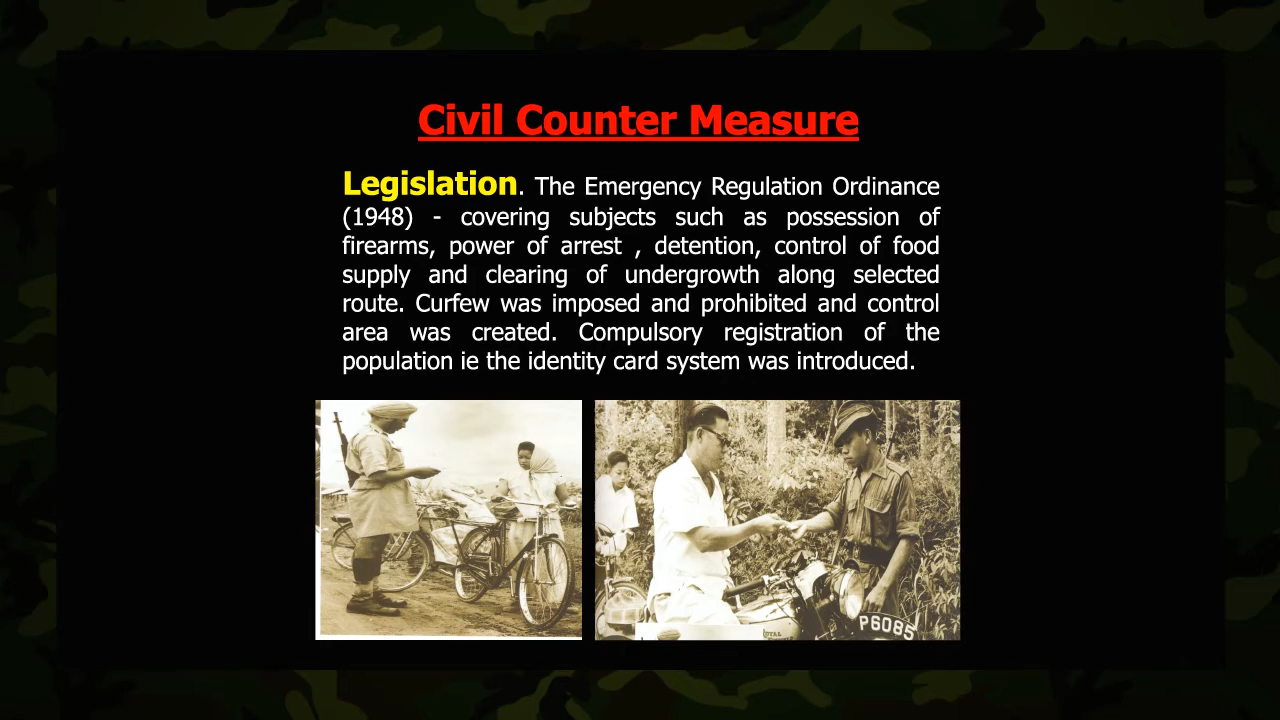 Civil Counter Measure
Legislation. The Emergency Regulation Ordinance
(1948) - covering subjects such as possession of
firearms, power of arrest , detention, control of food
supply and clearing of undergrowth along selected
route. Curfew was imposed and prohibited and control
area was created. Compulsory registration of the
population ie the identity card system was introduced.
P6085